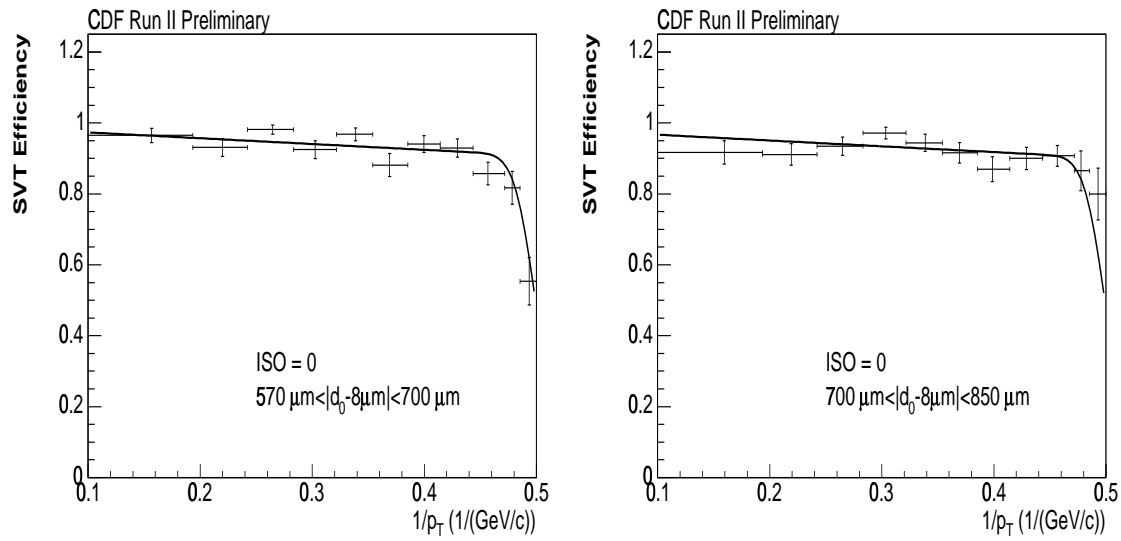 CDF Run II Preliminary
SVT Efficiency
1.2
1
0.8
0.6
0.4
0.2
0
0.1 0.2 0.3 0.4 0.5
1/pT (1/(GeV/c))
ISO = 0
570 μm<|d0-8μm|<700 μm
CDF Run II Preliminary
SVT Efficiency
1.2
1
0.8
0.6
0.4
0.2
0
0.1 0.2 0.3 0.4 0.5
1/pT (1/(GeV/c))
ISO = 0
700 μm<|d0-8μm|<850 μm